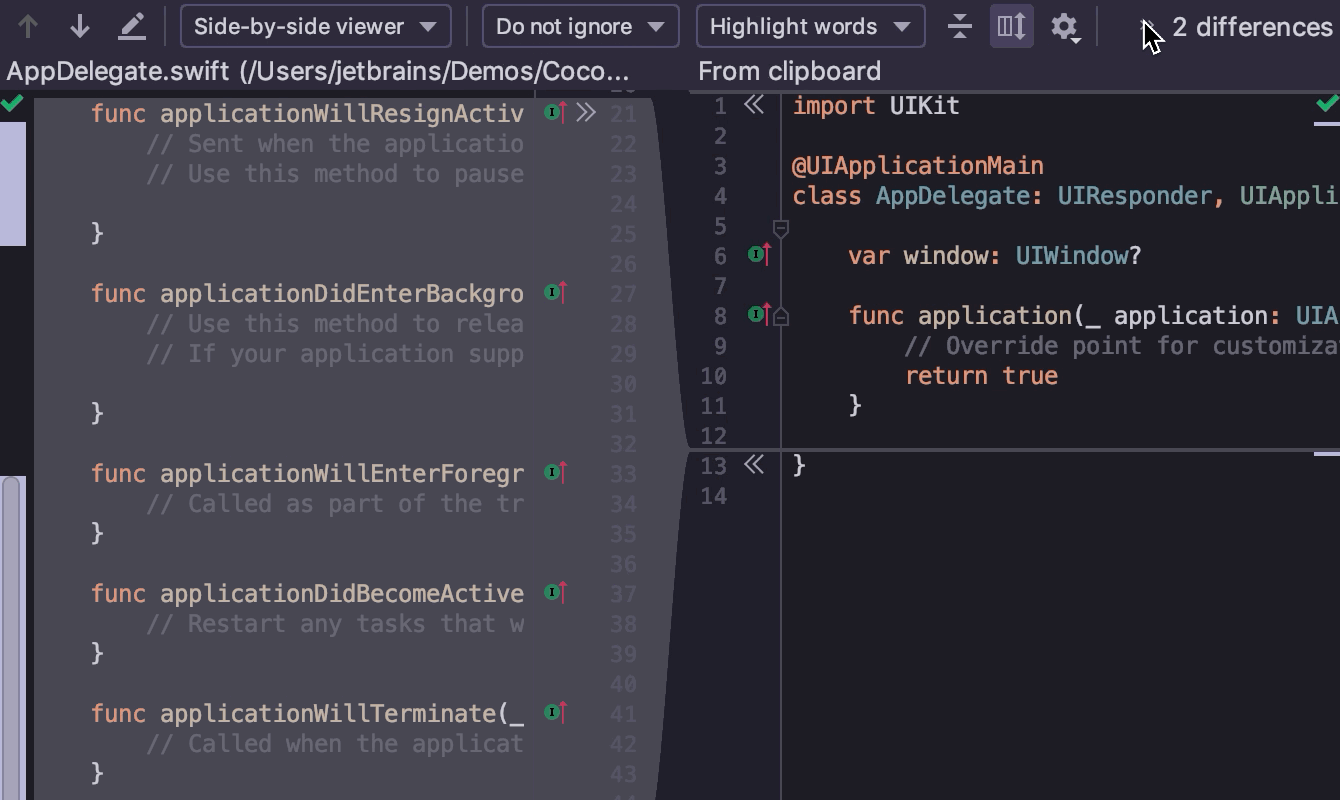 Side-by-side viewer Do not ignore Highlight words 2 differences
AppDelegate.swift (/Users/jetbrains/Demos/Coco...
From clipboard
func applicationWillResignActiv 21
// Sent when the applicatio 22
// Use this method to pause 23
24
} 25
26
func applicationDidEnterBackgro 27
// Use this method to relea 28
// If your application supp 29
30
} 31
32
func applicationWillEnterForegr 33
// Called as part of the tr 34
} 35
36
func applicationDidBecomeActive 37
// Restart any tasks that w 38
} 39
40
func applicationWillTerminate(_ 41
// Called when the applicat 42
} 43
1 import UIKit
2
3 @UIApplicationMain
4 class AppDelegate: UIResponder, UIAppli
5
6 var window: UIWindow?
7
8 func application(_ application: UIA
9 // Override point for customiza
10 return true
11 }
12
13 }
14